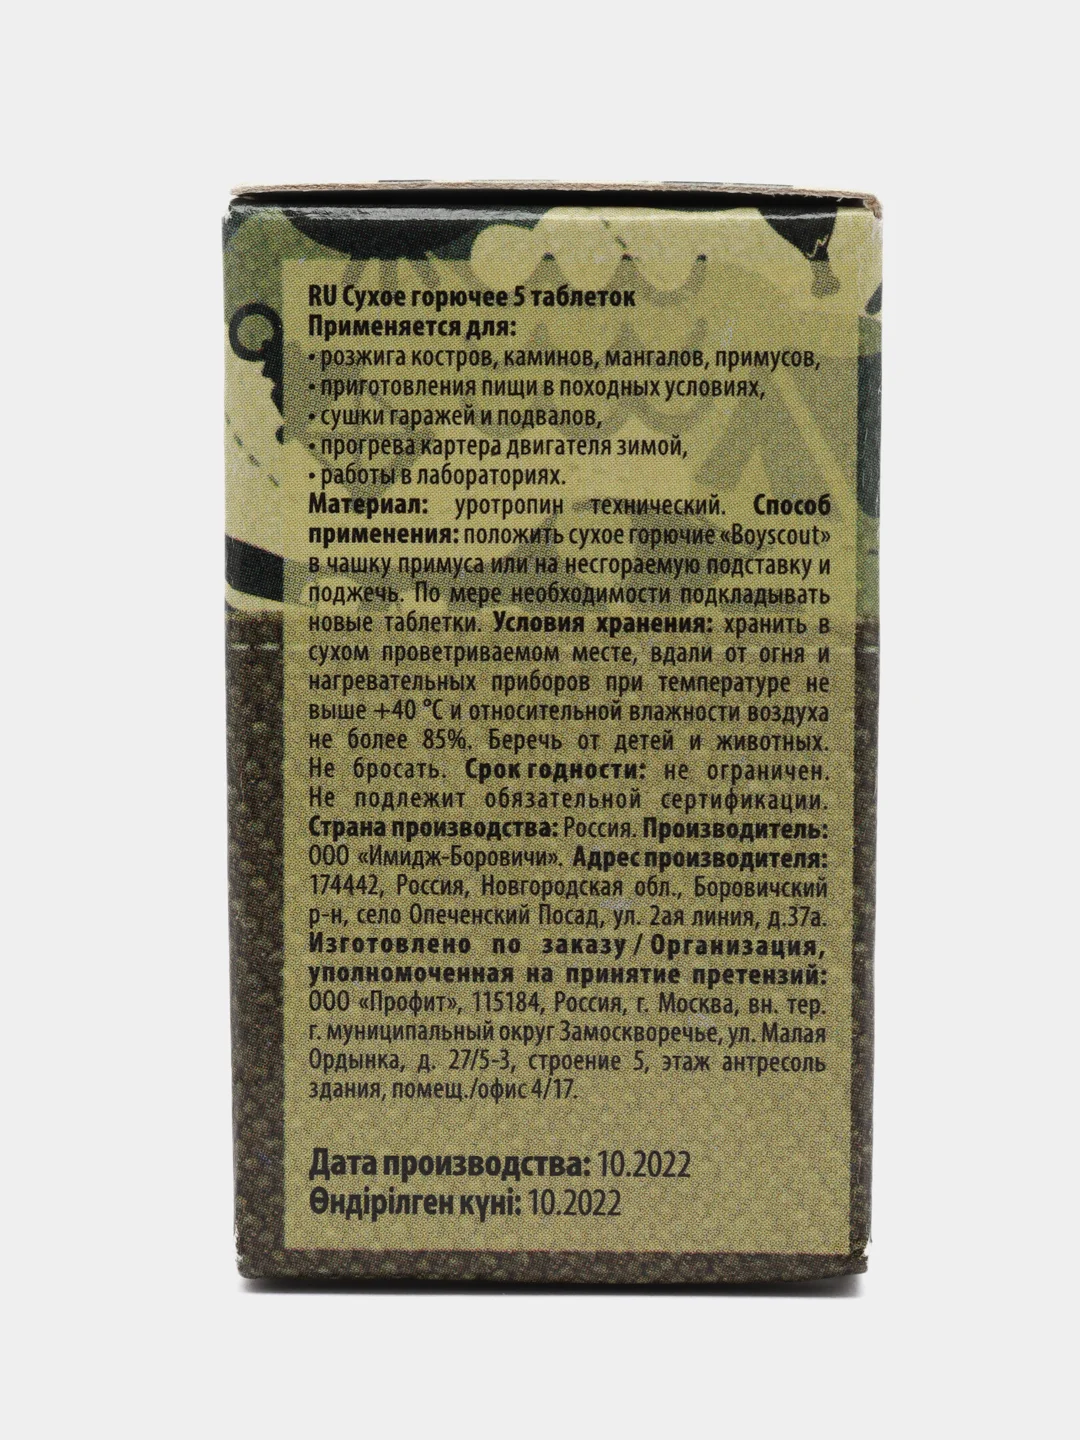 RU Сухое горючее 5 таблеток
Применяется для:
• розжига костров, каминов, мангалов, примусов,
• приготовления пищи в походных условиях,
• сушки гаражей и подвалов,
• прогрева картера двигателя зимой,
• работы в лабораториях.
Материал: уротропин технический. Способ
применения: положить сухое горючие «Boyscout»
в чашку примуса или на несгораемую подставку и
поджечь. По мере необходимости подкладывать
новые таблетки. Условия хранения: хранить в
сухом проветриваемом месте, вдали от огня и
нагревательных приборов при температуре не
выше +40 °C и относительной влажности воздуха
не более 85%. Беречь от детей и животных.
Не бросать. Срок годности: не ограничен.
Не подлежит обязательной сертификации.
Страна производства: Россия. Производитель:
ООО «Имидж-Боровичи». Адрес производителя:
174442, Россия, Новгородская обл., Боровичский
р-н, село Опеченский Посад, ул. 2ая линия, д.37а.
Изготовлено по заказу / Организация,
уполномоченная на принятие претензий:
ООО «Профит», 115184, Россия, г. Москва, вн. тер.
г. муниципальный округ Замоскворечье, ул. Малая
Ордынка, д. 27/5-3, строение 5, этаж антресоль
здания, помещ./офис 4/17.
Дата производства: 10.2022
Өндірілген күні: 10.2022